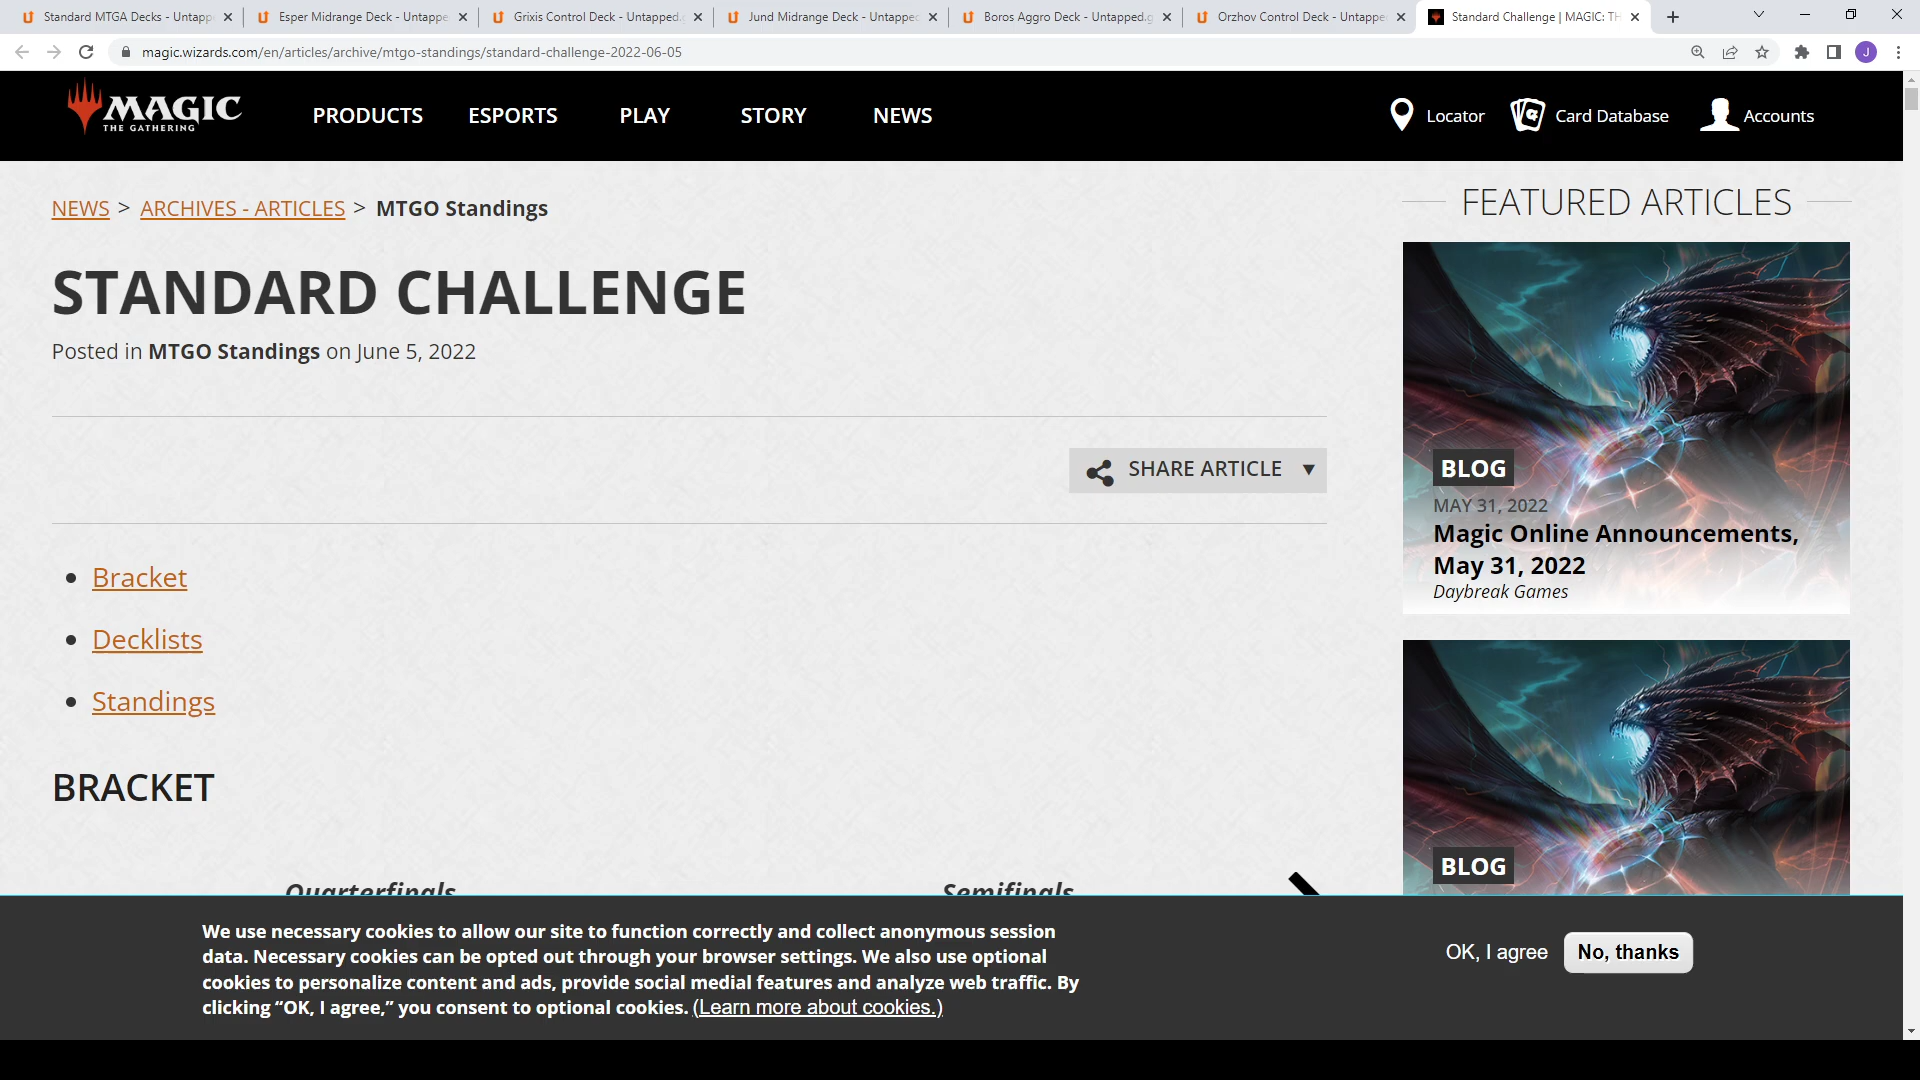 Standard MTGA Decks - Untapp
Esper Midrange Deck - Untappe
Grixis Control Deck - Untapped.
Jund Midrange Deck - Untapped
Boros Aggro Deck - Untapped.g
Orzhov Control Deck - Untappe
Standard Challenge | MAGIC: TH
magic.wizards.com/en/articles/archive/mtgo-standings/standard-challenge-2022-06-05
J
MAGIC
THE GATHERING
PRODUCTS
ESPORTS
PLAY
STORY
NEWS
Locator
Card Database
Accounts
NEWS > ARCHIVES - ARTICLES > MTGO Standings
STANDARD CHALLENGE
Posted in MTGO Standings on June 5, 2022
SHARE ARTICLE
Bracket
Decklists
Standings
BRACKET
Quarterfinals
Semifinals
FEATURED ARTICLES
BLOG
MAY 31, 2022
Magic Online Announcements,
May 31, 2022
Daybreak Games
BLOG
We use necessary cookies to allow our site to function correctly and collect anonymous session
data. Necessary cookies can be opted out through your browser settings. We also use optional
cookies to personalize content and ads, provide social medial features and analyze web traffic. By
clicking “OK, I agree,” you consent to optional cookies. (Learn more about cookies.)
OK, I agree
No, thanks